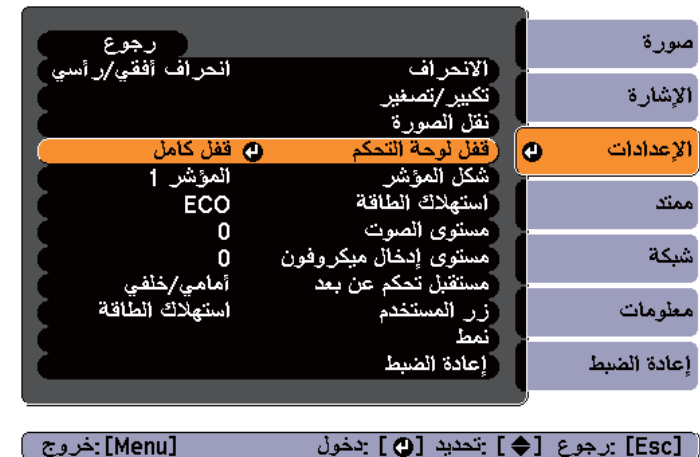 صورة
الإشارة
الإعدادات
ممتد
شبكة
معلومات
إعادة الضبط
رجوع
الانحراف انحراف أفقي/رأسي
تكبير/تصغير
نقل الصورة
قفل لوحة التحكم قفل كامل
شكل المؤشر المؤشر 1
استهلاك الطاقة ECO
مستوى الصوت 0
مستوى إدخال ميكروفون 0
مستقبل تحكم عن بعد أمامي/خلفي
زر المستخدم استهلاك الطاقة
نمط
إعادة الضبط
[Esc] :رجوع [ ] :تحديد [ ] :دخول [Menu] :خروج